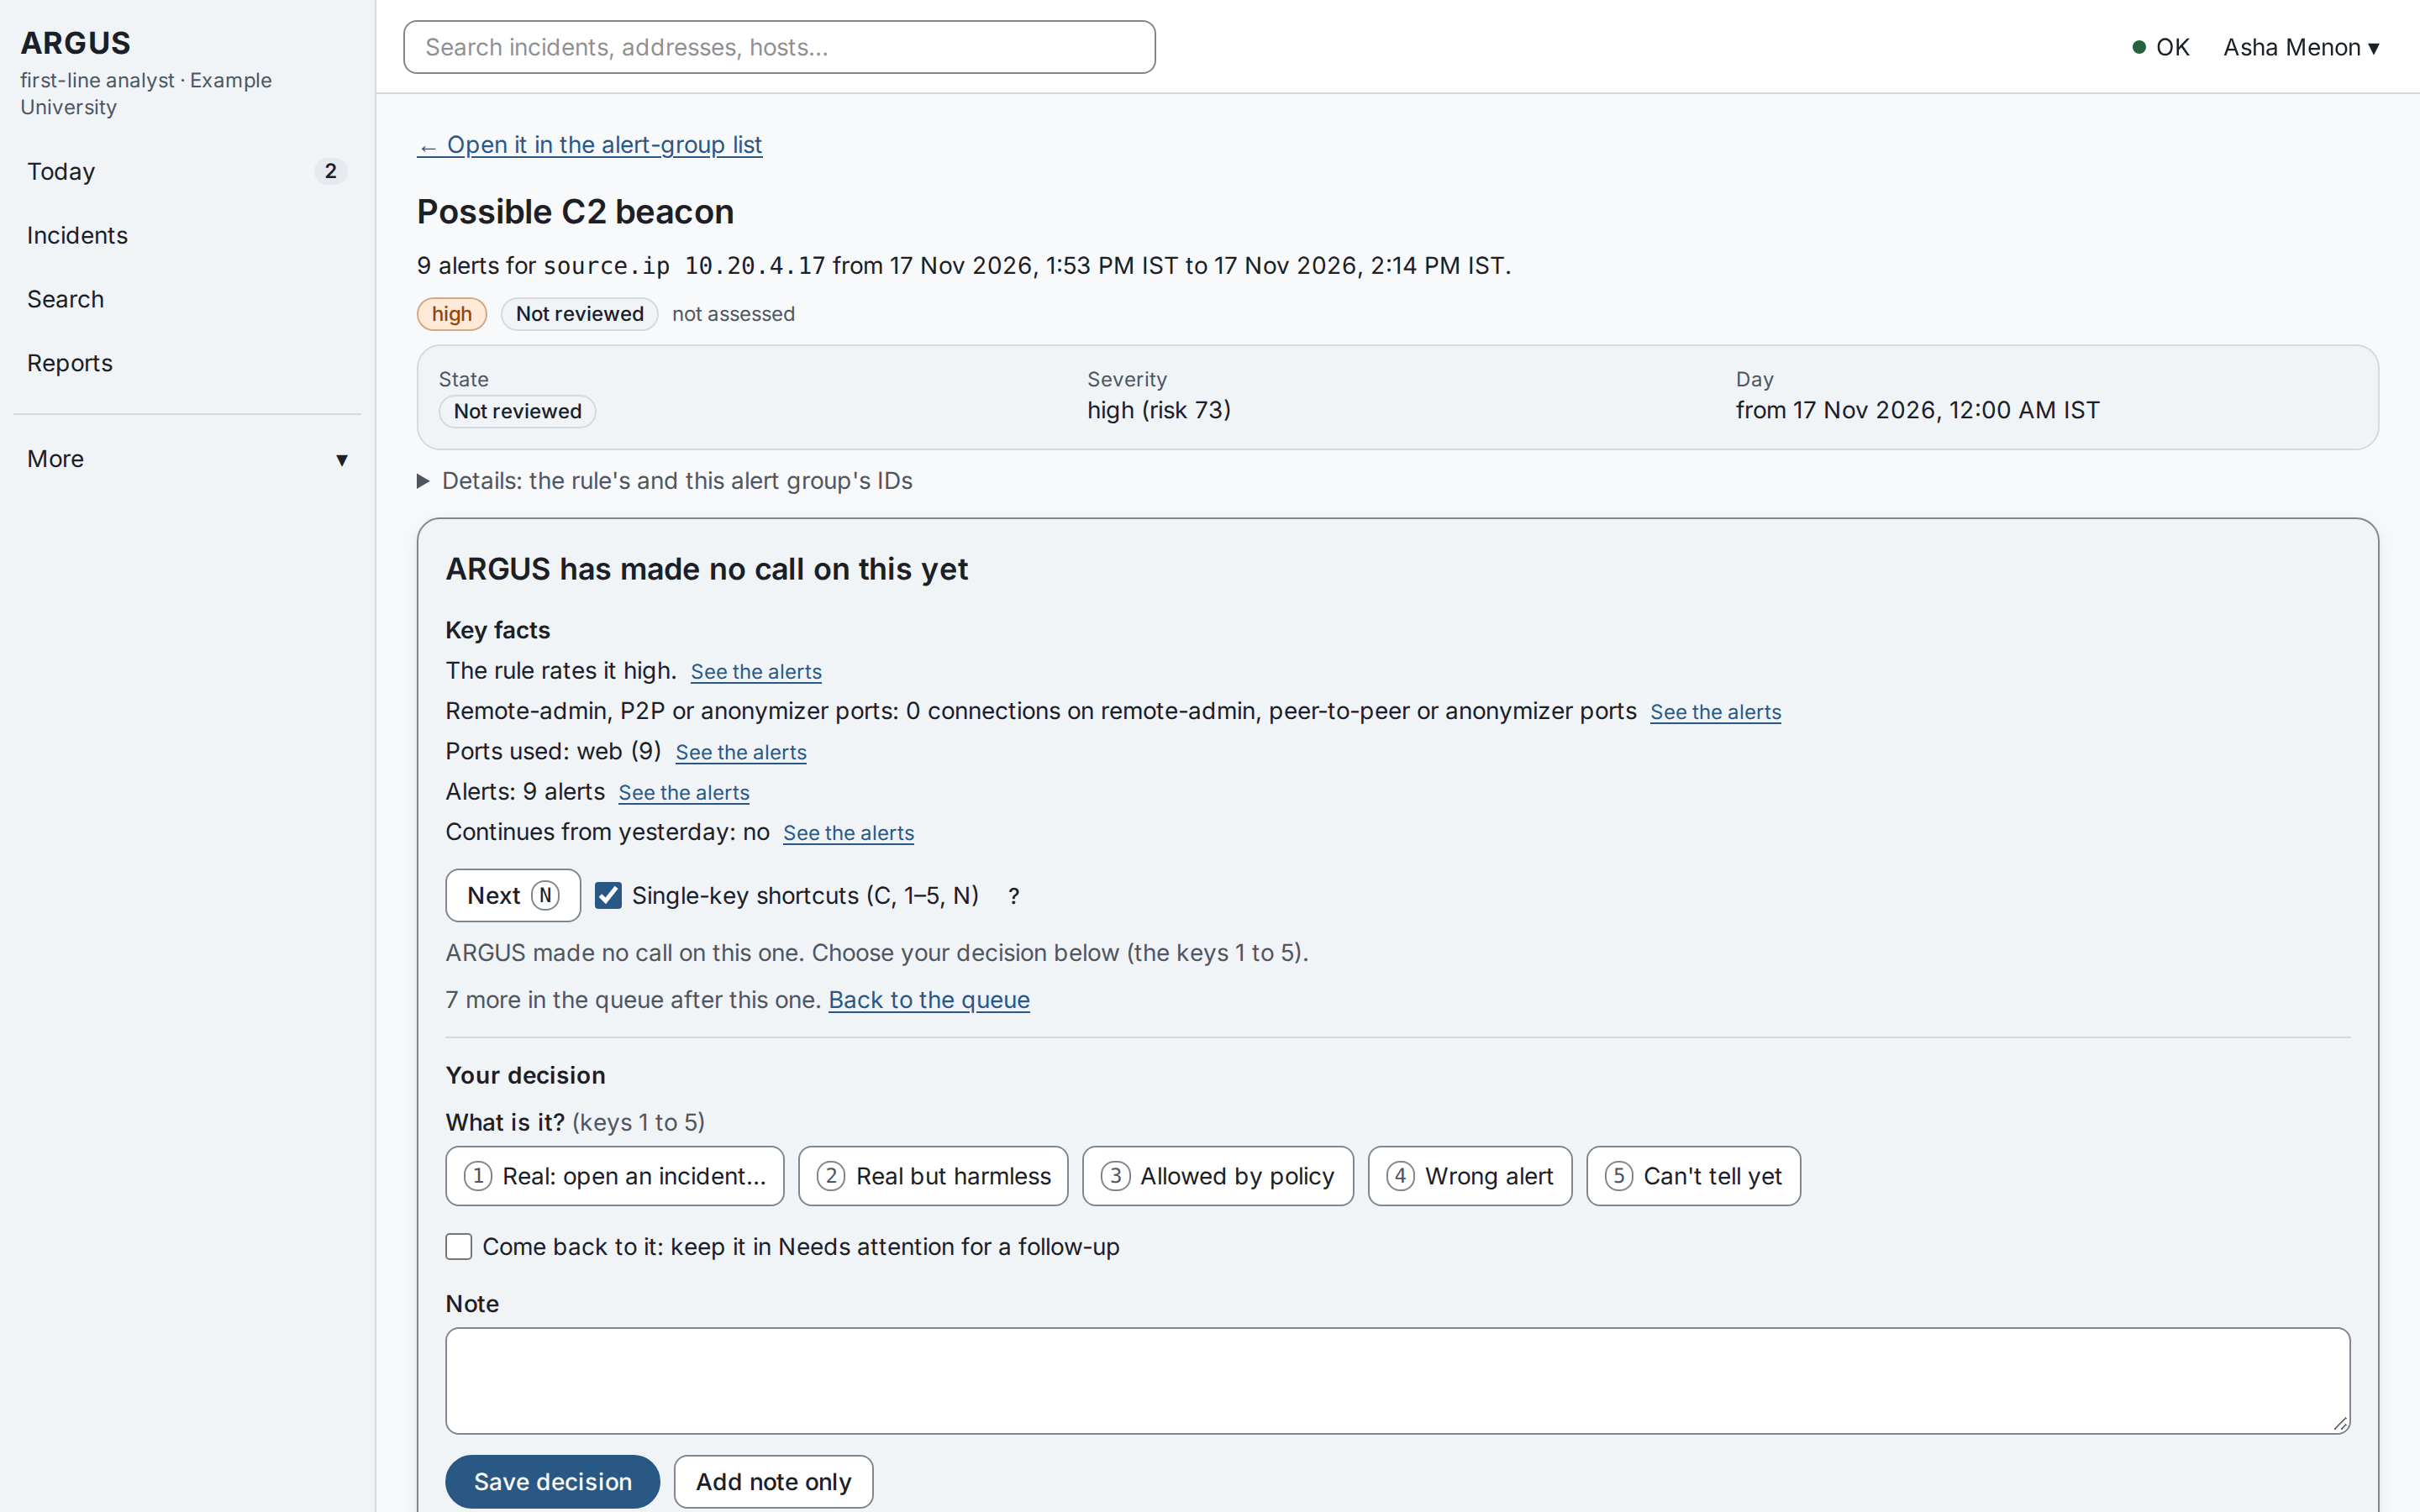 ARGUS
first-line analyst · Example
University
Today 2
Incidents
Search
Reports
More ▾
Search incidents, addresses, hosts...
OK
Asha Menon ▾
← Open it in the alert-group list
Possible C2 beacon
9 alerts for source.ip 10.20.4.17 from 17 Nov 2026, 1:53 PM IST to 17 Nov 2026, 2:14 PM IST.
high Not reviewed not assessed
State
Not reviewed
Severity
high (risk 73)
Day
from 17 Nov 2026, 12:00 AM IST
▶ Details: the rule's and this alert group's IDs
ARGUS has made no call on this yet
Key facts
The rule rates it high. See the alerts
Remote-admin, P2P or anonymizer ports: 0 connections on remote-admin, peer-to-peer or anonymizer ports See the alerts
Ports used: web (9) See the alerts
Alerts: 9 alerts See the alerts
Continues from yesterday: no See the alerts
Next N Single-key shortcuts (C, 1–5, N) ?
ARGUS made no call on this one. Choose your decision below (the keys 1 to 5).
7 more in the queue after this one. Back to the queue
Your decision
What is it? (keys 1 to 5)
1 Real: open an incident...
2 Real but harmless
3 Allowed by policy
4 Wrong alert
5 Can't tell yet
Come back to it: keep it in Needs attention for a follow-up
Note
Save decision
Add note only